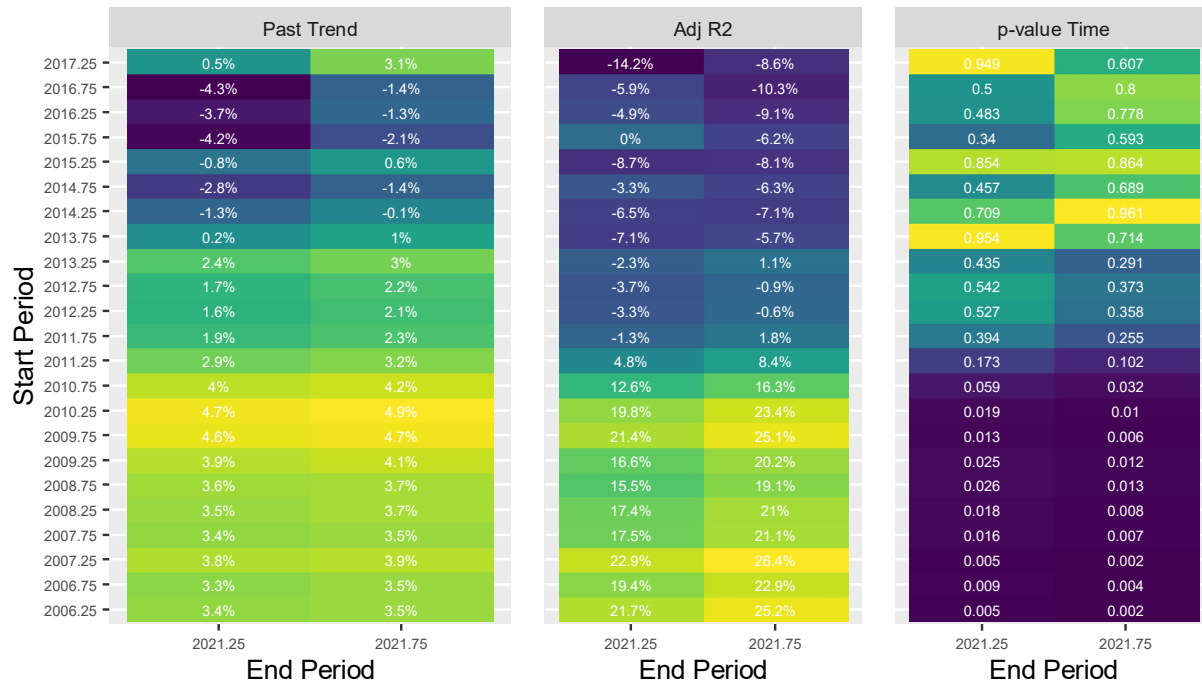 Past Trend Adj R2 p-value Time
2017.25 0.5% 3.1% -14.2% -8.6% 0.949 0.607
2016.75 -4.3% -1.4% -5.9% -10.3% 0.5 0.8
2016.25 -3.7% -1.3% -4.9% -9.1% 0.483 0.778
2015.75 -4.2% -2.1% 0% -6.2% 0.34 0.593
2015.25 -0.8% 0.6% -8.7% -8.1% 0.854 0.864
2014.75 -2.8% -1.4% -3.3% -6.3% 0.457 0.689
2014.25 -1.3% -0.1% -6.5% -7.1% 0.709 0.961
2013.75 0.2% 1% -7.1% -5.7% 0.954 0.714
2013.25 2.4% 3% -2.3% 1.1% 0.435 0.291
2012.75 1.7% 2.2% -3.7% -0.9% 0.542 0.373
2012.25 1.6% 2.1% -3.3% -0.6% 0.527 0.358
2011.75 1.9% 2.3% -1.3% 1.8% 0.394 0.255
2011.25 2.9% 3.2% 4.8% 8.4% 0.173 0.102
2010.75 4% 4.2% 12.6% 16.3% 0.059 0.032
2010.25 4.7% 4.9% 19.8% 23.4% 0.019 0.01
2009.75 4.6% 4.7% 21.4% 25.1% 0.013 0.006
2009.25 3.9% 4.1% 16.6% 20.2% 0.025 0.012
2008.75 3.6% 3.7% 15.5% 19.1% 0.026 0.013
2008.25 3.5% 3.7% 17.4% 21% 0.018 0.008
2007.75 3.4% 3.5% 17.5% 21.1% 0.016 0.007
2007.25 3.8% 3.9% 22.9% 26.4% 0.005 0.002
2006.75 3.3% 3.5% 19.4% 22.9% 0.009 0.004
2006.25 3.4% 3.5% 21.7% 25.2% 0.005 0.002
Start Period
2021.25 2021.75 2021.25 2021.75 2021.25 2021.75
End Period End Period End Period